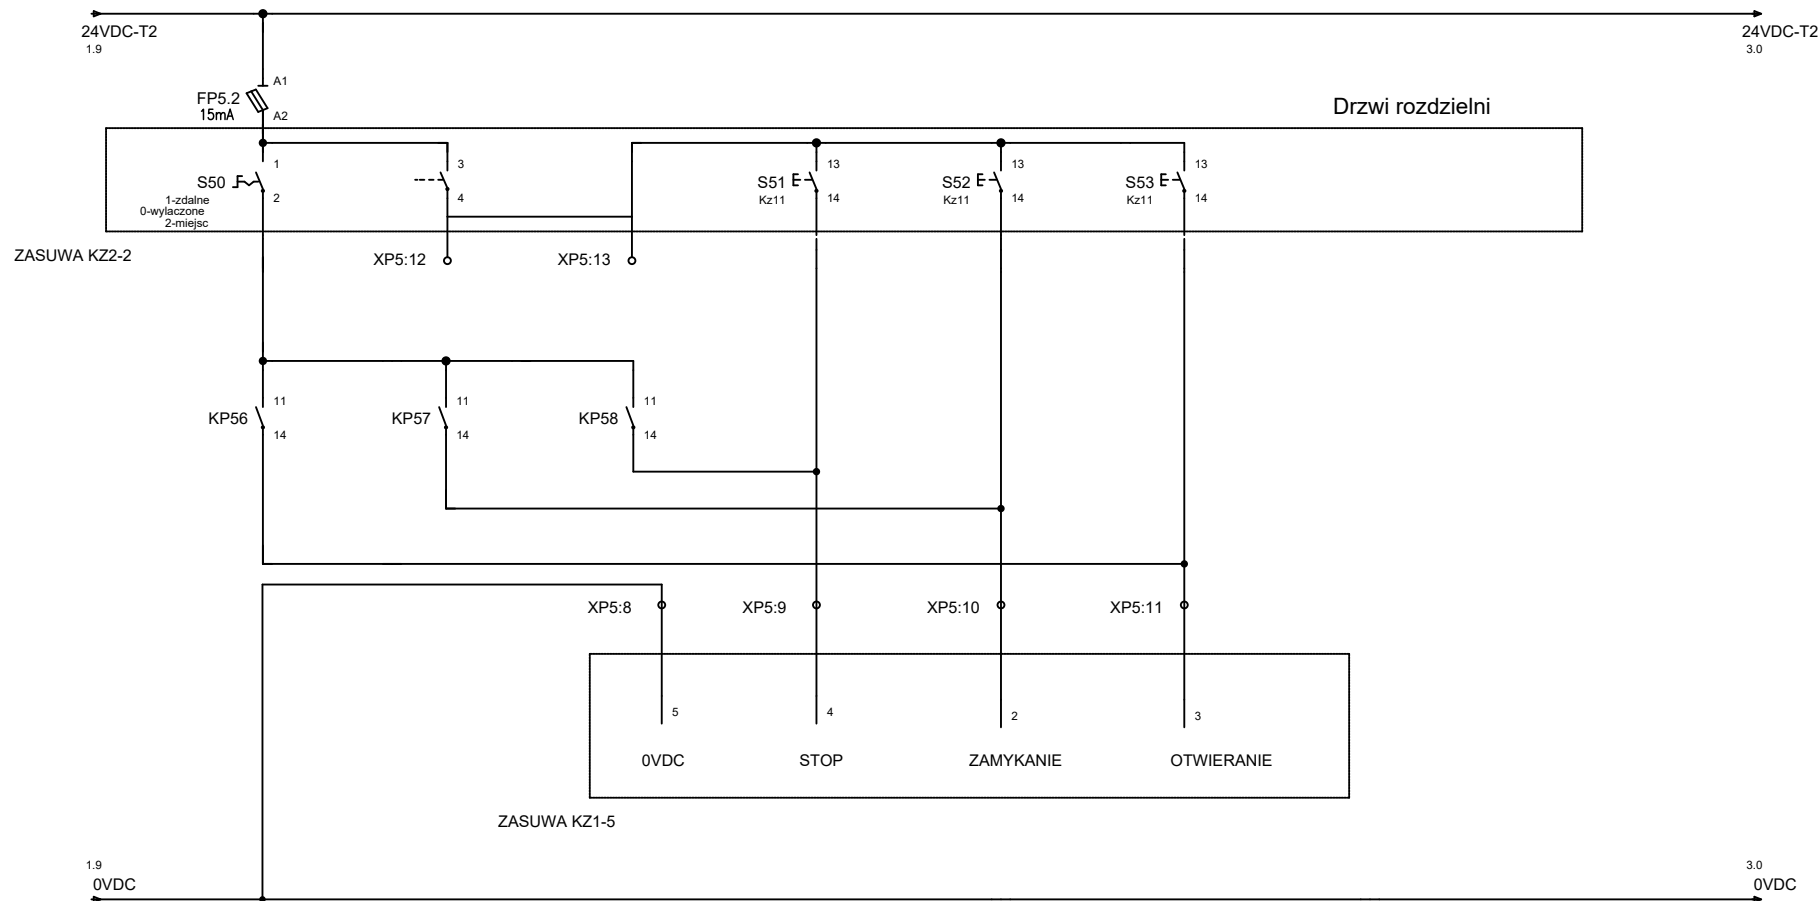 24VDC-T2
1.9
24VDC-T2
3.0
A1
FP5.2
15mA
A2
Drzwi rozdzielni
1
S50
2
1-zdalne
0-wylaczone
2-miejsc
3
4
13
S51
Kz11
14
13
S52
Kz11
14
13
S53
Kz11
14
ZASUWA KZ2-2
XP5:12
XP5:13
11
KP56
14
11
KP57
14
11
KP58
14
XP5:8
XP5:9
XP5:10
XP5:11
5
4
2
3
0VDC
STOP
ZAMYKANIE
OTWIERANIE
ZASUWA KZ1-5
1.9
0VDC
3.0
0VDC